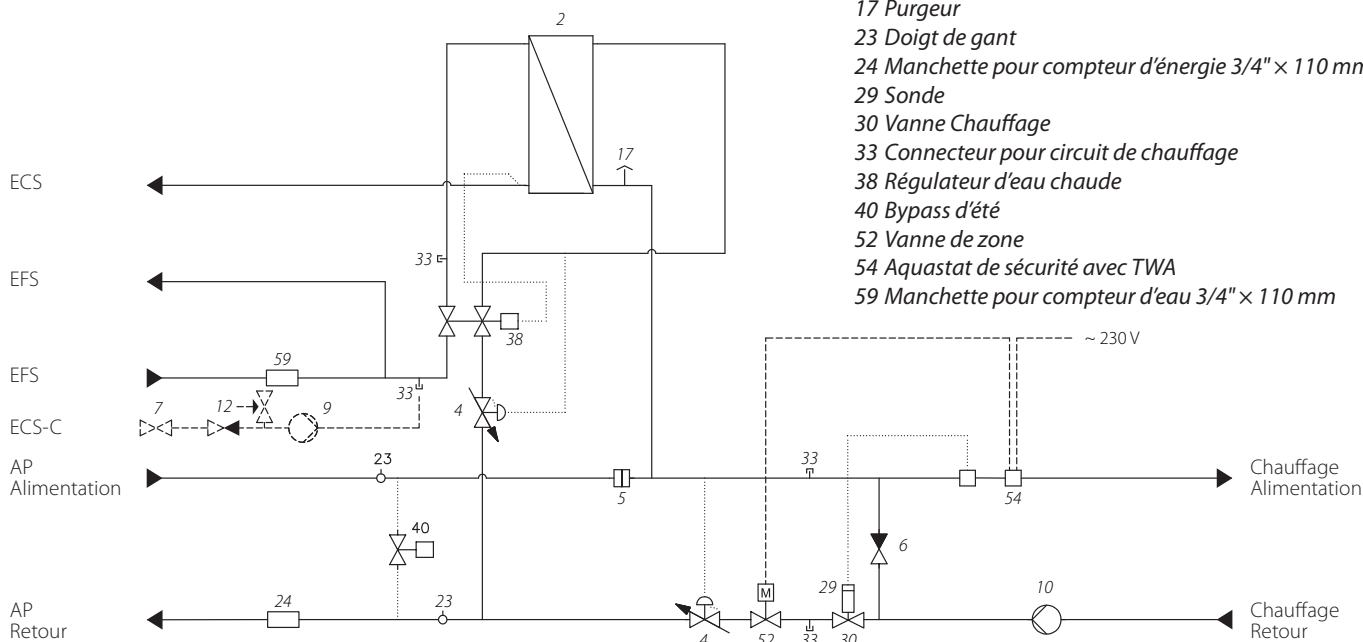 17 Purgeur
23 Doigt de gant
24 Manchette pour compteur d'énergie 3/4" × 110 mm
29 Sonde
30 Vanne Chauffage
33 Connecteur pour circuit de chauffage
38 Régulateur d'eau chaude
40 Bypass d'été
52 Vanne de zone
54 Aquastat de sécurité avec TWA
59 Manchette pour compteur d'eau 3/4" × 110 mm
2
17
ECS
33
EFS
38
~ 230 V
59
EFS
33
7
12
9
4
ECS-C
AP
Alimentation
23
5
33
54
Chauffage
Alimentation
40
6
29
10
AP
Retour
24
23
M
4
52
33
30
Chauffage
Retour